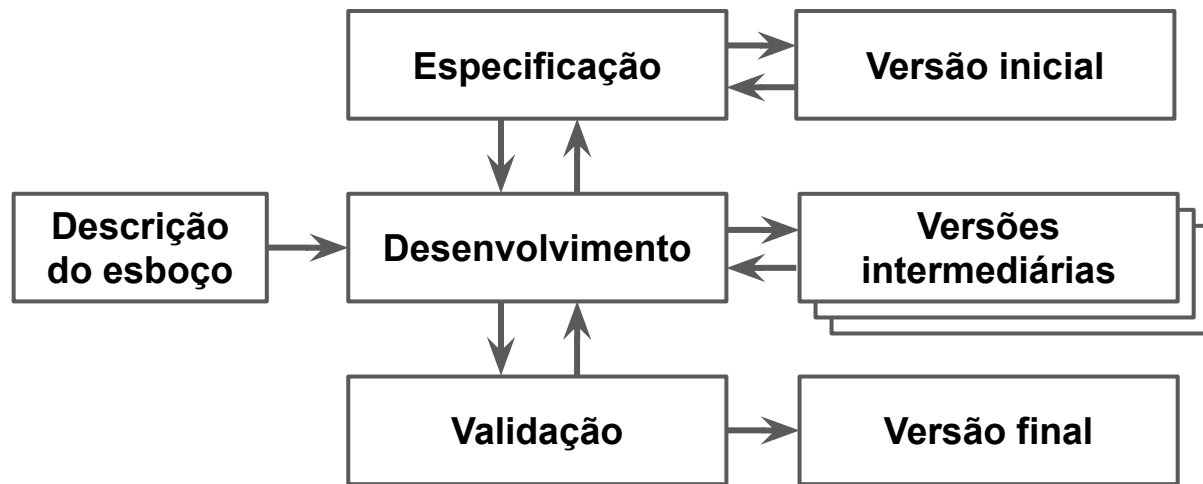 Especificação
Versão inicial
Descrição
do esboço
Desenvolvimento
Versões
intermediárias
Validação
Versão final